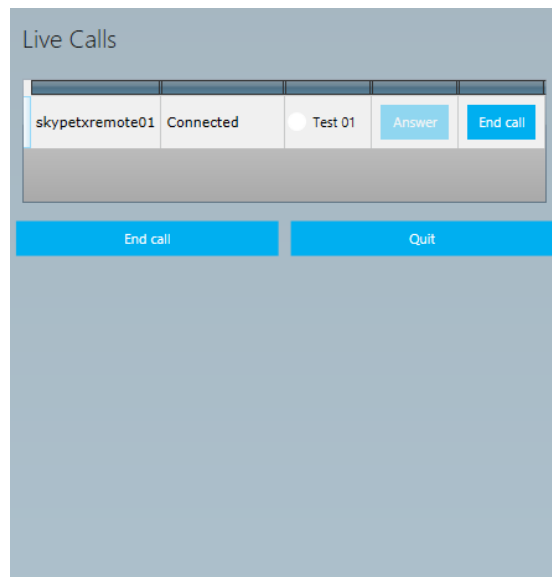 Live Calls
skypetxremote01 Connected Test 01 Answer End call
End call Quit